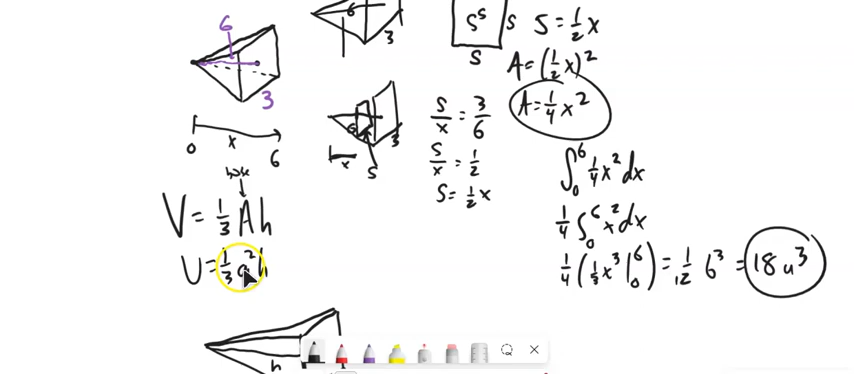 6
3
0 x 6
base
V = 1/3 Ah
V = 1/3 a²h
h
6
3
6
3
x
s
s/x = 3/6
s/x = 1/2
s = 1/2 x
s
s
s = 1/2 x
A = (1/2 x)²
A = 1/4 x²
∫₀⁶ 1/4 x² dx
1/4 ∫₀⁶ x² dx
1/4 (1/3 x³ |₀⁶) = 1/12 6³ = 18 u³